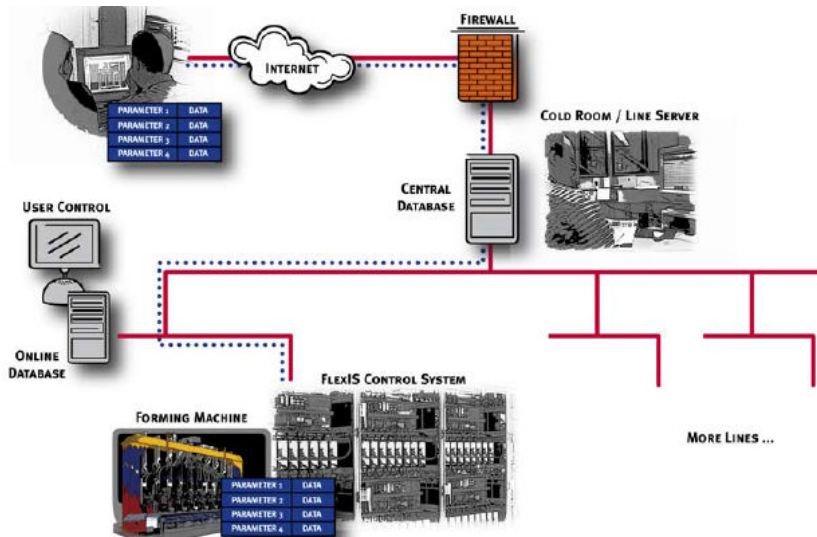 FIREWALL
INTERNET
COLD ROOM / LINE SERVER
PARAMETER 1 DATA
PARAMETER 2 DATA
PARAMETER 3 DATA
PARAMETER 4 DATA
CENTRAL
DATABASE
USER CONTROL
ONLINE
DATABASE
FLEXIS CONTROL SYSTEM
FORMING MACHINE
MORE LINES ...
PARAMETER 1 DATA
PARAMETER 2 DATA
PARAMETER 3 DATA
PARAMETER 4 DATA